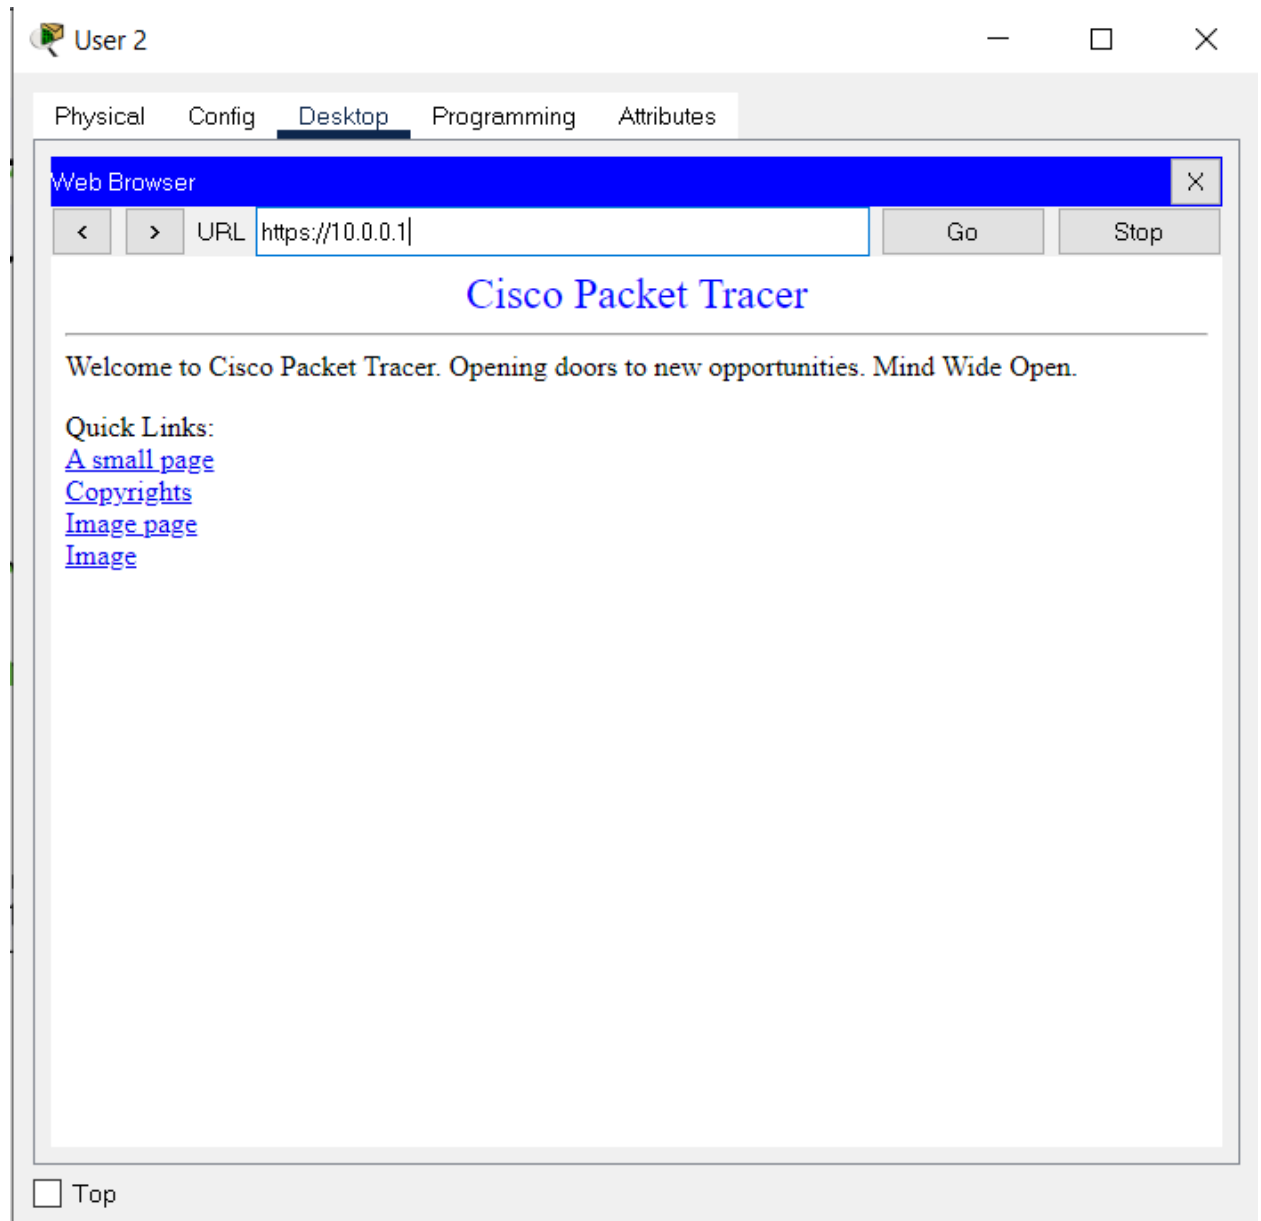 User 2
Physical Config Desktop Programming Attributes
Web Browser X
< > URL https://10.0.0.1 Go Stop
Cisco Packet Tracer
Welcome to Cisco Packet Tracer. Opening doors to new opportunities. Mind Wide Open.
Quick Links:
A small page
Copyrights
Image page
Image
Top